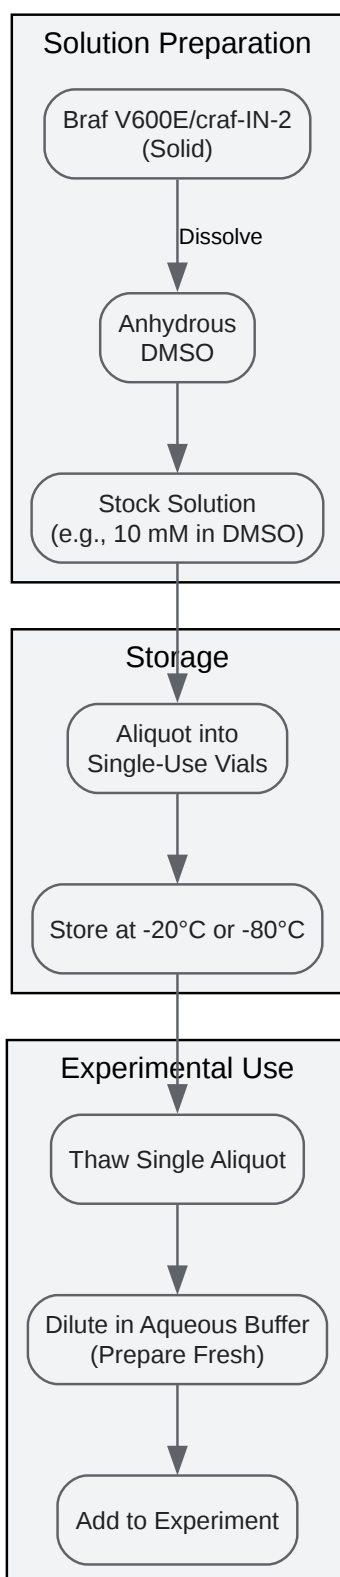 Solution Preparation
Braf V600E/craf-IN-2
(Solid)
Dissolve
Anhydrous
DMSO
Stock Solution
(e.g., 10 mM in DMSO)
Storage
Aliquot into
Single-Use Vials
Store at -20°C or -80°C
Experimental Use
Thaw Single Aliquot
Dilute in Aqueous Buffer
(Prepare Fresh)
Add to Experiment